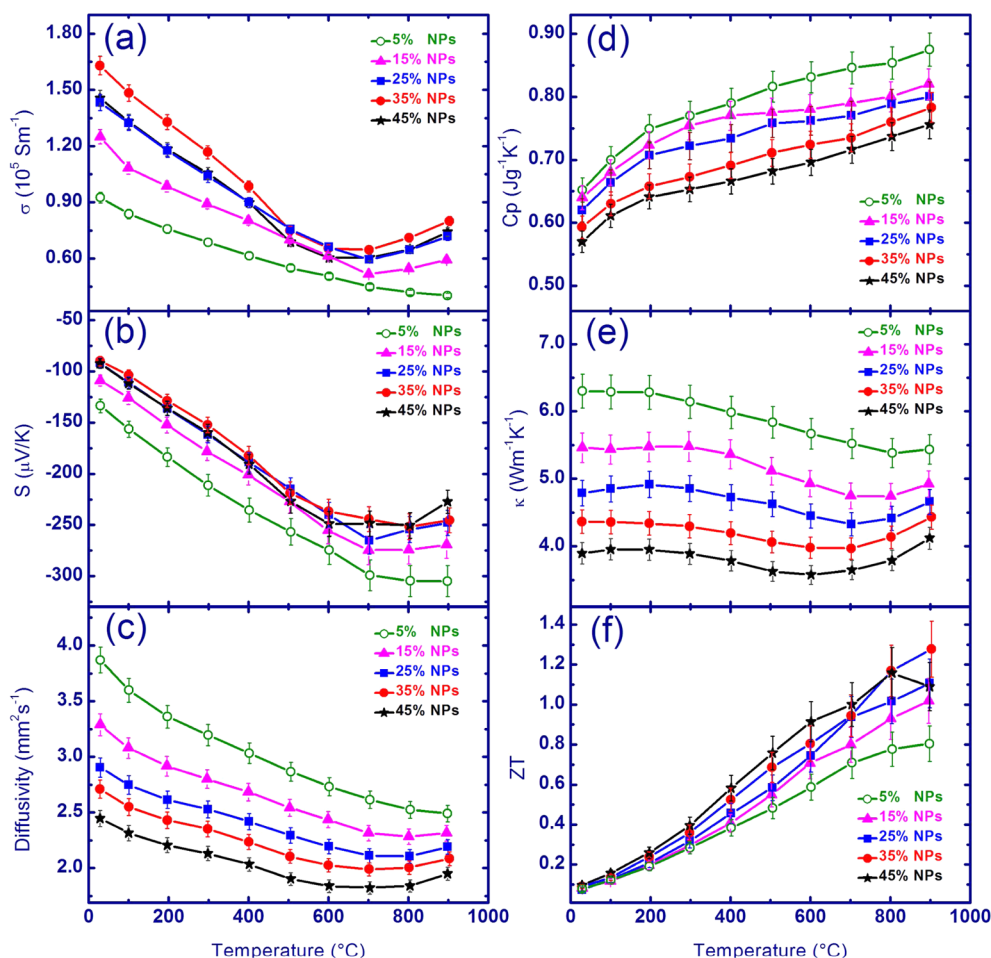 (a)
5% NPs
15% NPs
25% NPs
35% NPs
45% NPs
1.80
1.50
1.20
0.90
0.60
σ (10⁵ Sm⁻¹)
(b)
5% NPs
15% NPs
25% NPs
35% NPs
45% NPs
-50
-100
-150
-200
-250
-300
S (μV/K)
(c)
5% NPs
15% NPs
25% NPs
35% NPs
45% NPs
4.0
3.5
3.0
2.5
2.0
Diffusivity (mm²s⁻¹)
0 200 400 600 800 1000
Temperature (°C)
(d)
5% NPs
15% NPs
25% NPs
35% NPs
45% NPs
0.90
0.80
0.70
0.60
0.50
Cp (Jg⁻¹K⁻¹)
(e)
5% NPs
15% NPs
25% NPs
35% NPs
45% NPs
7.0
6.0
5.0
4.0
κ (Wm⁻¹K⁻¹)
(f)
5% NPs
15% NPs
25% NPs
35% NPs
45% NPs
1.4
1.2
1.0
0.8
0.6
0.4
0.2
ZT
0 200 400 600 800 1000
Temperature (°C)